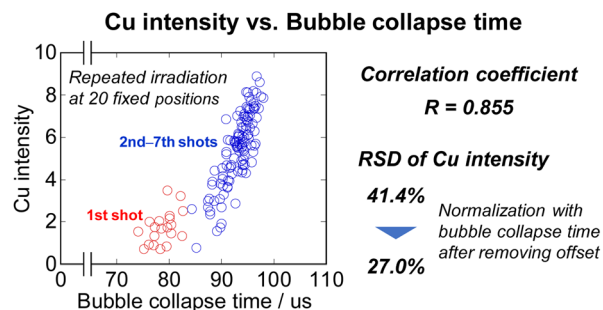 Cu intensity vs. Bubble collapse time
10
8
6
4
2
0
Cu intensity
Repeated irradiation
at 20 fixed positions
2nd–7th shots
1st shot
0 70 80 90 100 110
Bubble collapse time / us
Correlation coefficient
R = 0.855
RSD of Cu intensity
41.4%
Normalization with
bubble collapse time
after removing offset
27.0%